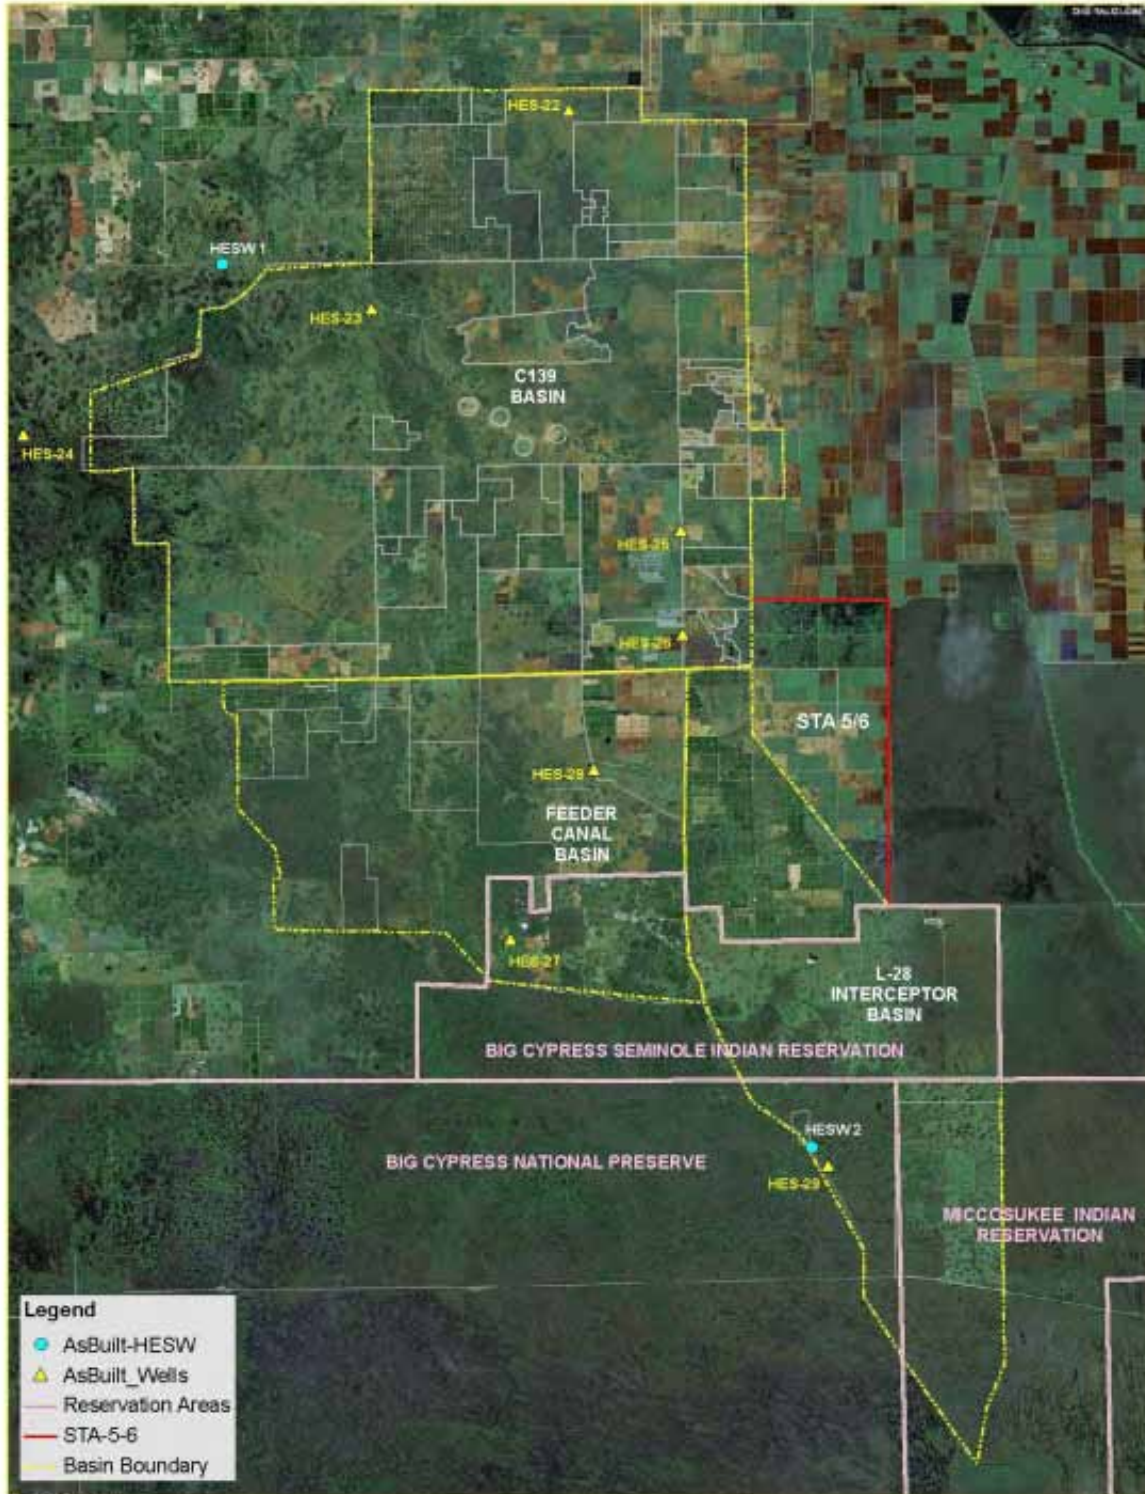 HES-22
HESW 1
HES-23
C139
BASIN
HES-24
HES-25
HES-26
STA 5/6
HES-28
FEEDER
CANAL
BASIN
HES-27
L-28
INTERCEPTOR
BASIN
BIG CYPRESS SEMINOLE INDIAN RESERVATION
HESW 2
BIG CYPRESS NATIONAL PRESERVE
HES-29
MICCOSUKEE INDIAN
RESERVATION
Legend
AsBuilt-HESW
AsBuilt_Wells
Reservation Areas
STA-5-6
Basin Boundary